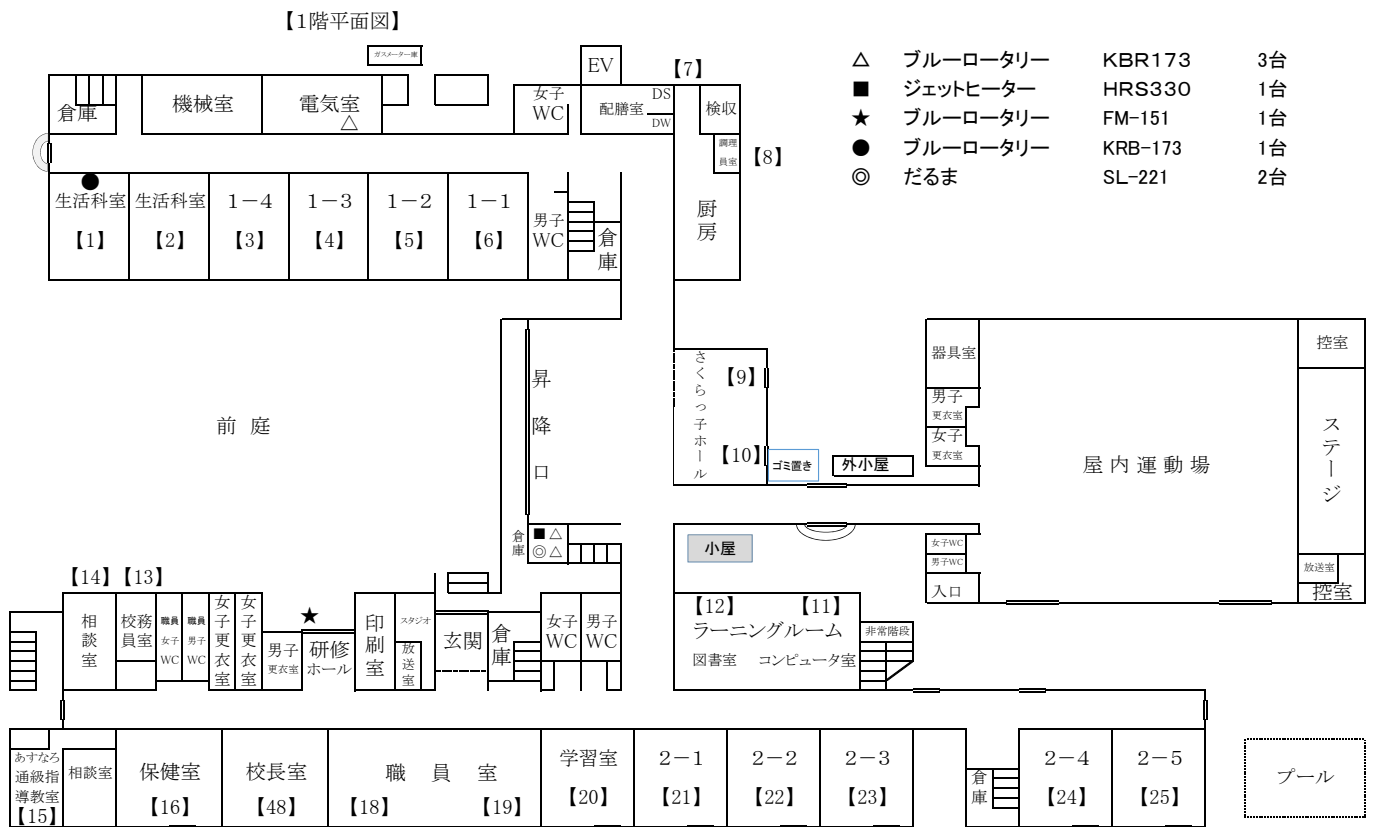 【1階平面図】
△ ブルーロータリー KBR173 3台
■ ジェットヒーター HRS330 1台
★ ブルーロータリー FM-151 1台
● ブルーロータリー KRB-173 1台
◎ だるま SL-221 2台
ガスメーター庫
EV
【7】
倉庫
機械室
電気室
△
女子
WC
配膳室
DS
DW
検収
調理
員室
【8】
厨房
●
生活科室
【1】
生活科室
【2】
1-4
【3】
1-3
【4】
1-2
【5】
1-1
【6】
男子
WC
倉庫
前庭
昇降口
さくらっ子ホール
【9】
【10】
ゴミ置き
外小屋
器具室
男子
更衣室
女子
更衣室
屋内運動場
控室
ステージ
放送室
控室
倉庫
■△
◎△
小屋
女子WC
男子WC
入口
【14】
【13】
相談室
校務
員室
職員
女子
WC
職員
男子
WC
女子更衣室
女子更衣室
男子
更衣室
★
研修
ホール
印刷室
スタジオ
放送室
玄関
倉庫
女子
WC
男子
WC
【12】
【11】
ラーニングルーム
図書室 コンピュータ室
非常階段
あすなろ
通級指
導教室
【15】
相談室
保健室
【16】
校長室
【48】
職員室
【18】
【19】
学習室
【20】
2-1
【21】
2-2
【22】
2-3
【23】
倉庫
2-4
【24】
2-5
【25】
プール